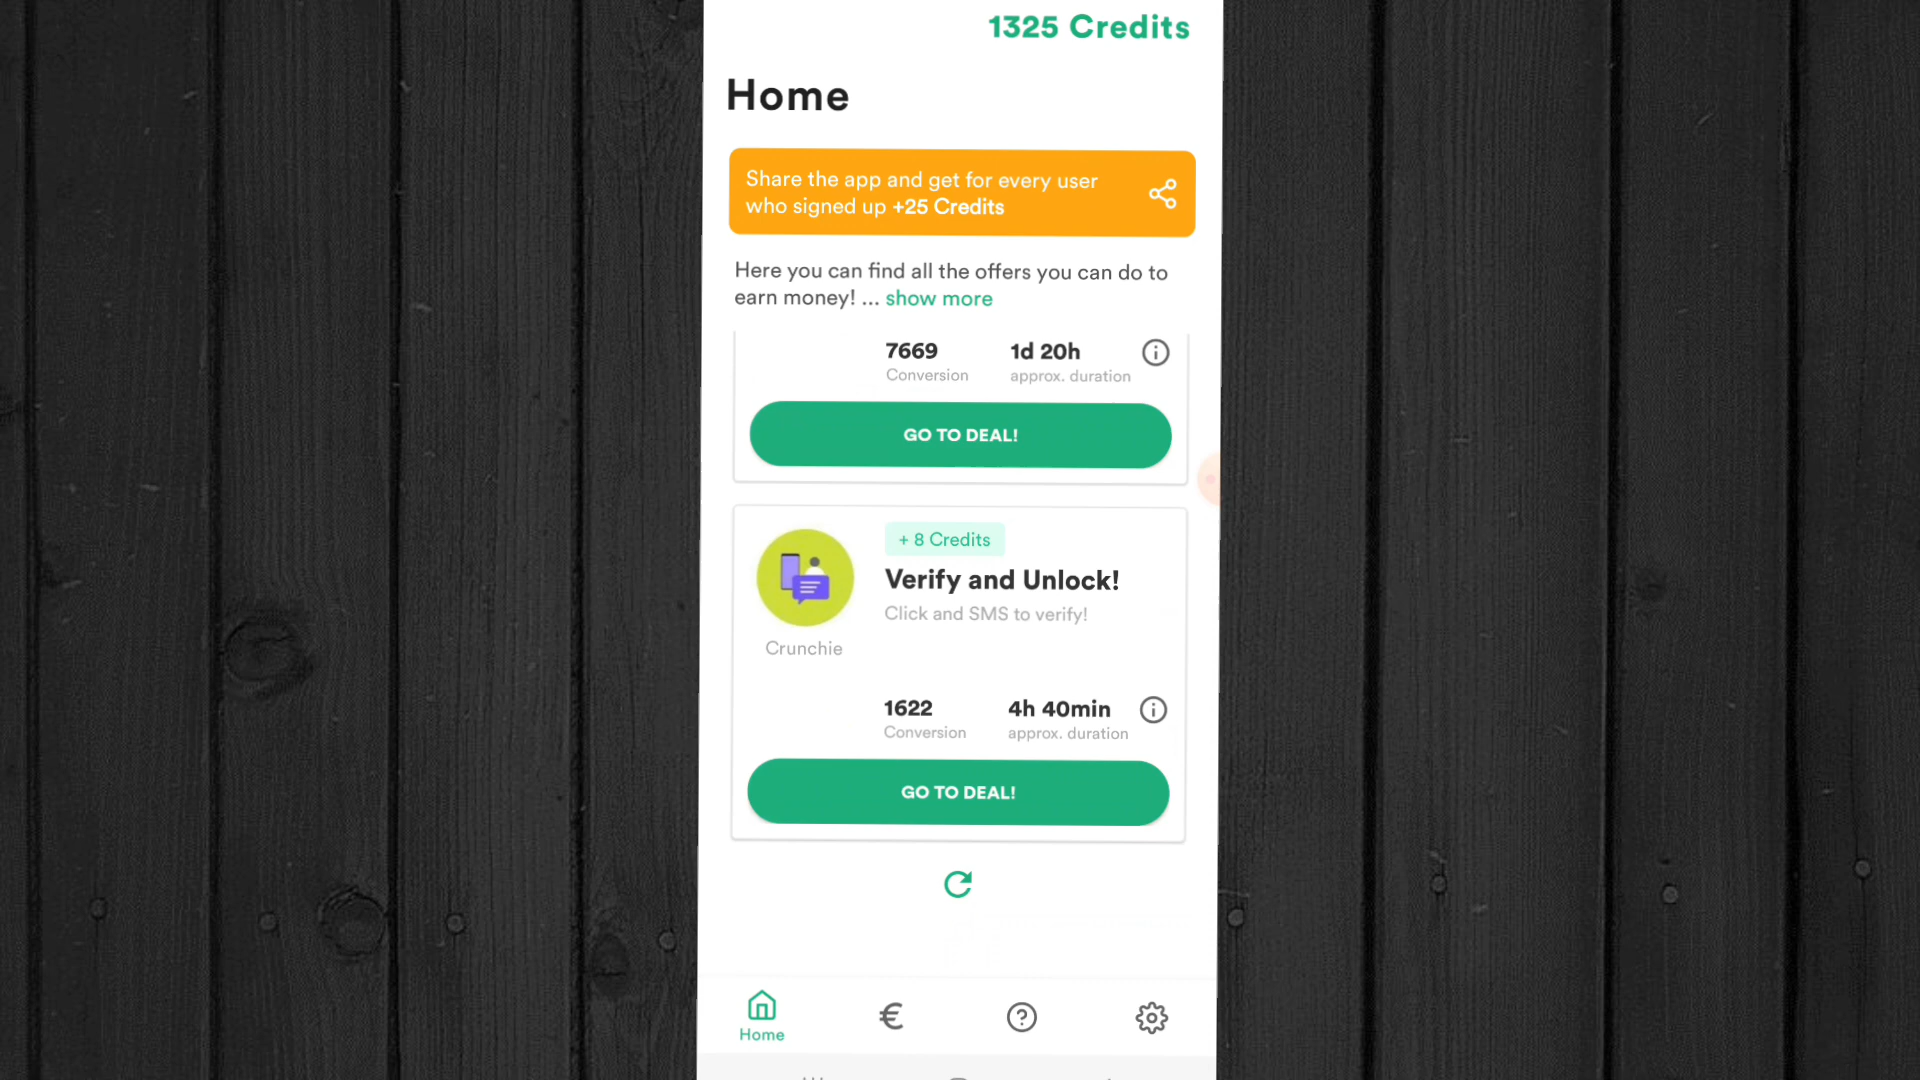 1325 Credits
Home
Share the app and get for every user
who signed up +25 Credits
Here you can find all the offers you can do to
earn money! ... show more
7669
Conversion
1d 20h
approx. duration
GO TO DEAL!
+ 8 Credits
Verify and Unlock!
Click and SMS to verify!
Crunchie
1622
Conversion
4h 40min
approx. duration
GO TO DEAL!
€
Home